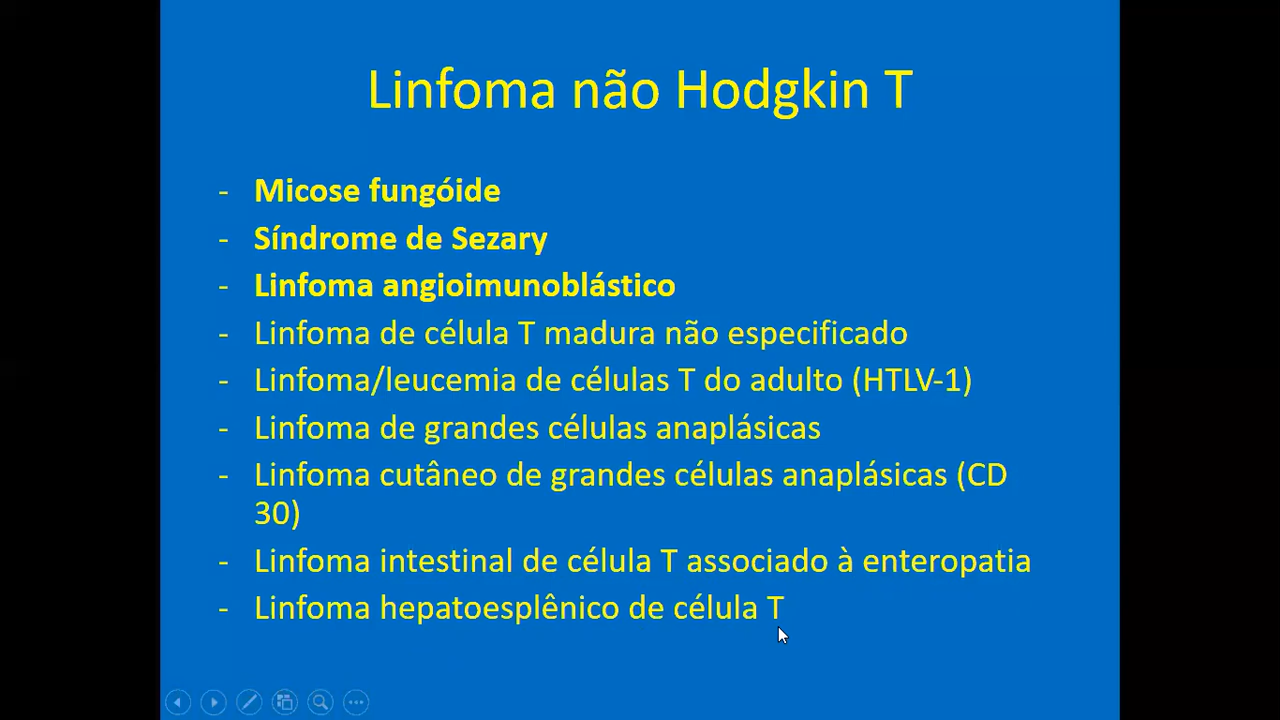 Linfoma não Hodgkin T
- Micose fungóide
- Síndrome de Sezary
- Linfoma angioimunoblástico
- Linfoma de célula T madura não especificado
- Linfoma/leucemia de células T do adulto (HTLV-1)
- Linfoma de grandes células anaplásicas
- Linfoma cutâneo de grandes células anaplásicas (CD
30)
- Linfoma intestinal de célula T associado à enteropatia
- Linfoma hepatoesplênico de célula T